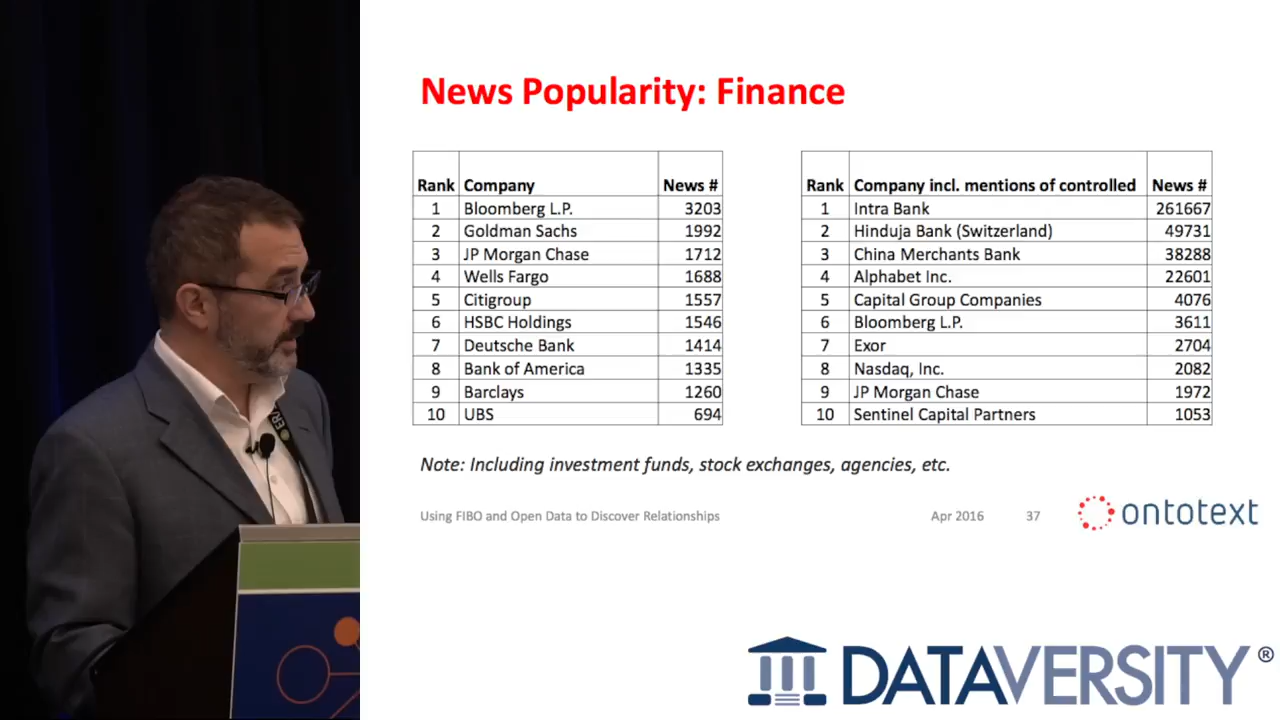 News Popularity: Finance
Rank Company News #
1 Bloomberg L.P. 3203
2 Goldman Sachs 1992
3 JP Morgan Chase 1712
4 Wells Fargo 1688
5 Citigroup 1557
6 HSBC Holdings 1546
7 Deutsche Bank 1414
8 Bank of America 1335
9 Barclays 1260
10 UBS 694
Rank Company incl. mentions of controlled News #
1 Intra Bank 261667
2 Hinduja Bank (Switzerland) 49731
3 China Merchants Bank 38288
4 Alphabet Inc. 22601
5 Capital Group Companies 4076
6 Bloomberg L.P. 3611
7 Exor 2704
8 Nasdaq, Inc. 2082
9 JP Morgan Chase 1972
10 Sentinel Capital Partners 1053
Note: Including investment funds, stock exchanges, agencies, etc.
Using FIBO and Open Data to Discover Relationships Apr 2016 37
ontotext
DATAVERSITY®